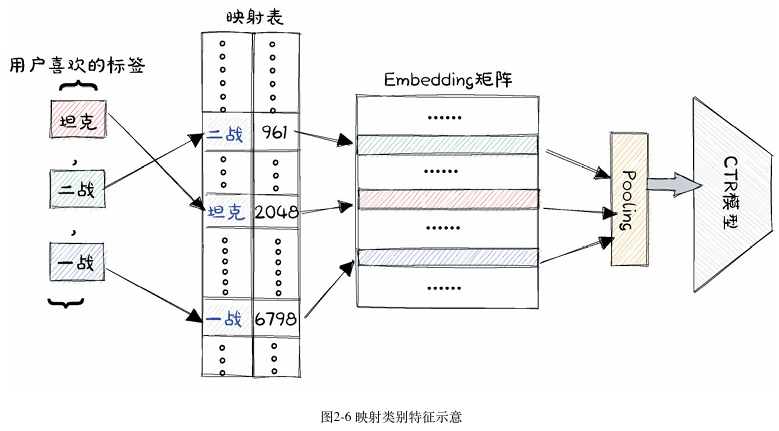 映射表
用户喜欢的标签
Embedding矩阵
坦克
,
二战
,
一战
二战 961
坦克 2048
一战 6798
......
......
......
......
Pooling
CTR模型
图2-6 映射类别特征示意